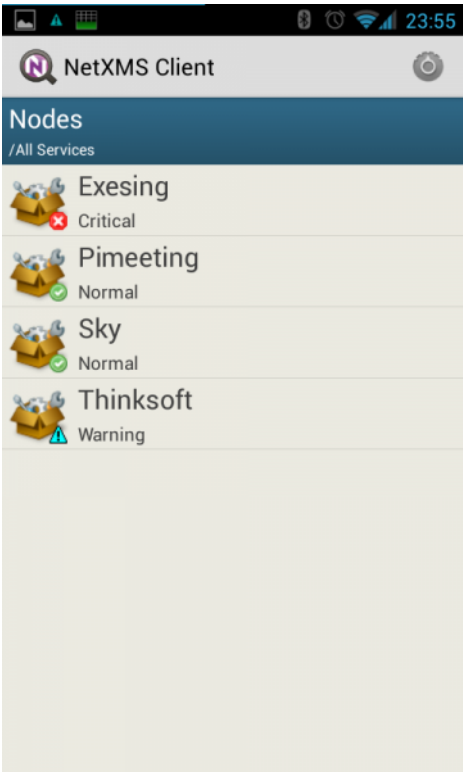 23:55
NetXMS Client
Nodes
/All Services
Exesing
Critical
Pimeeting
Normal
Sky
Normal
Thinksoft
Warning